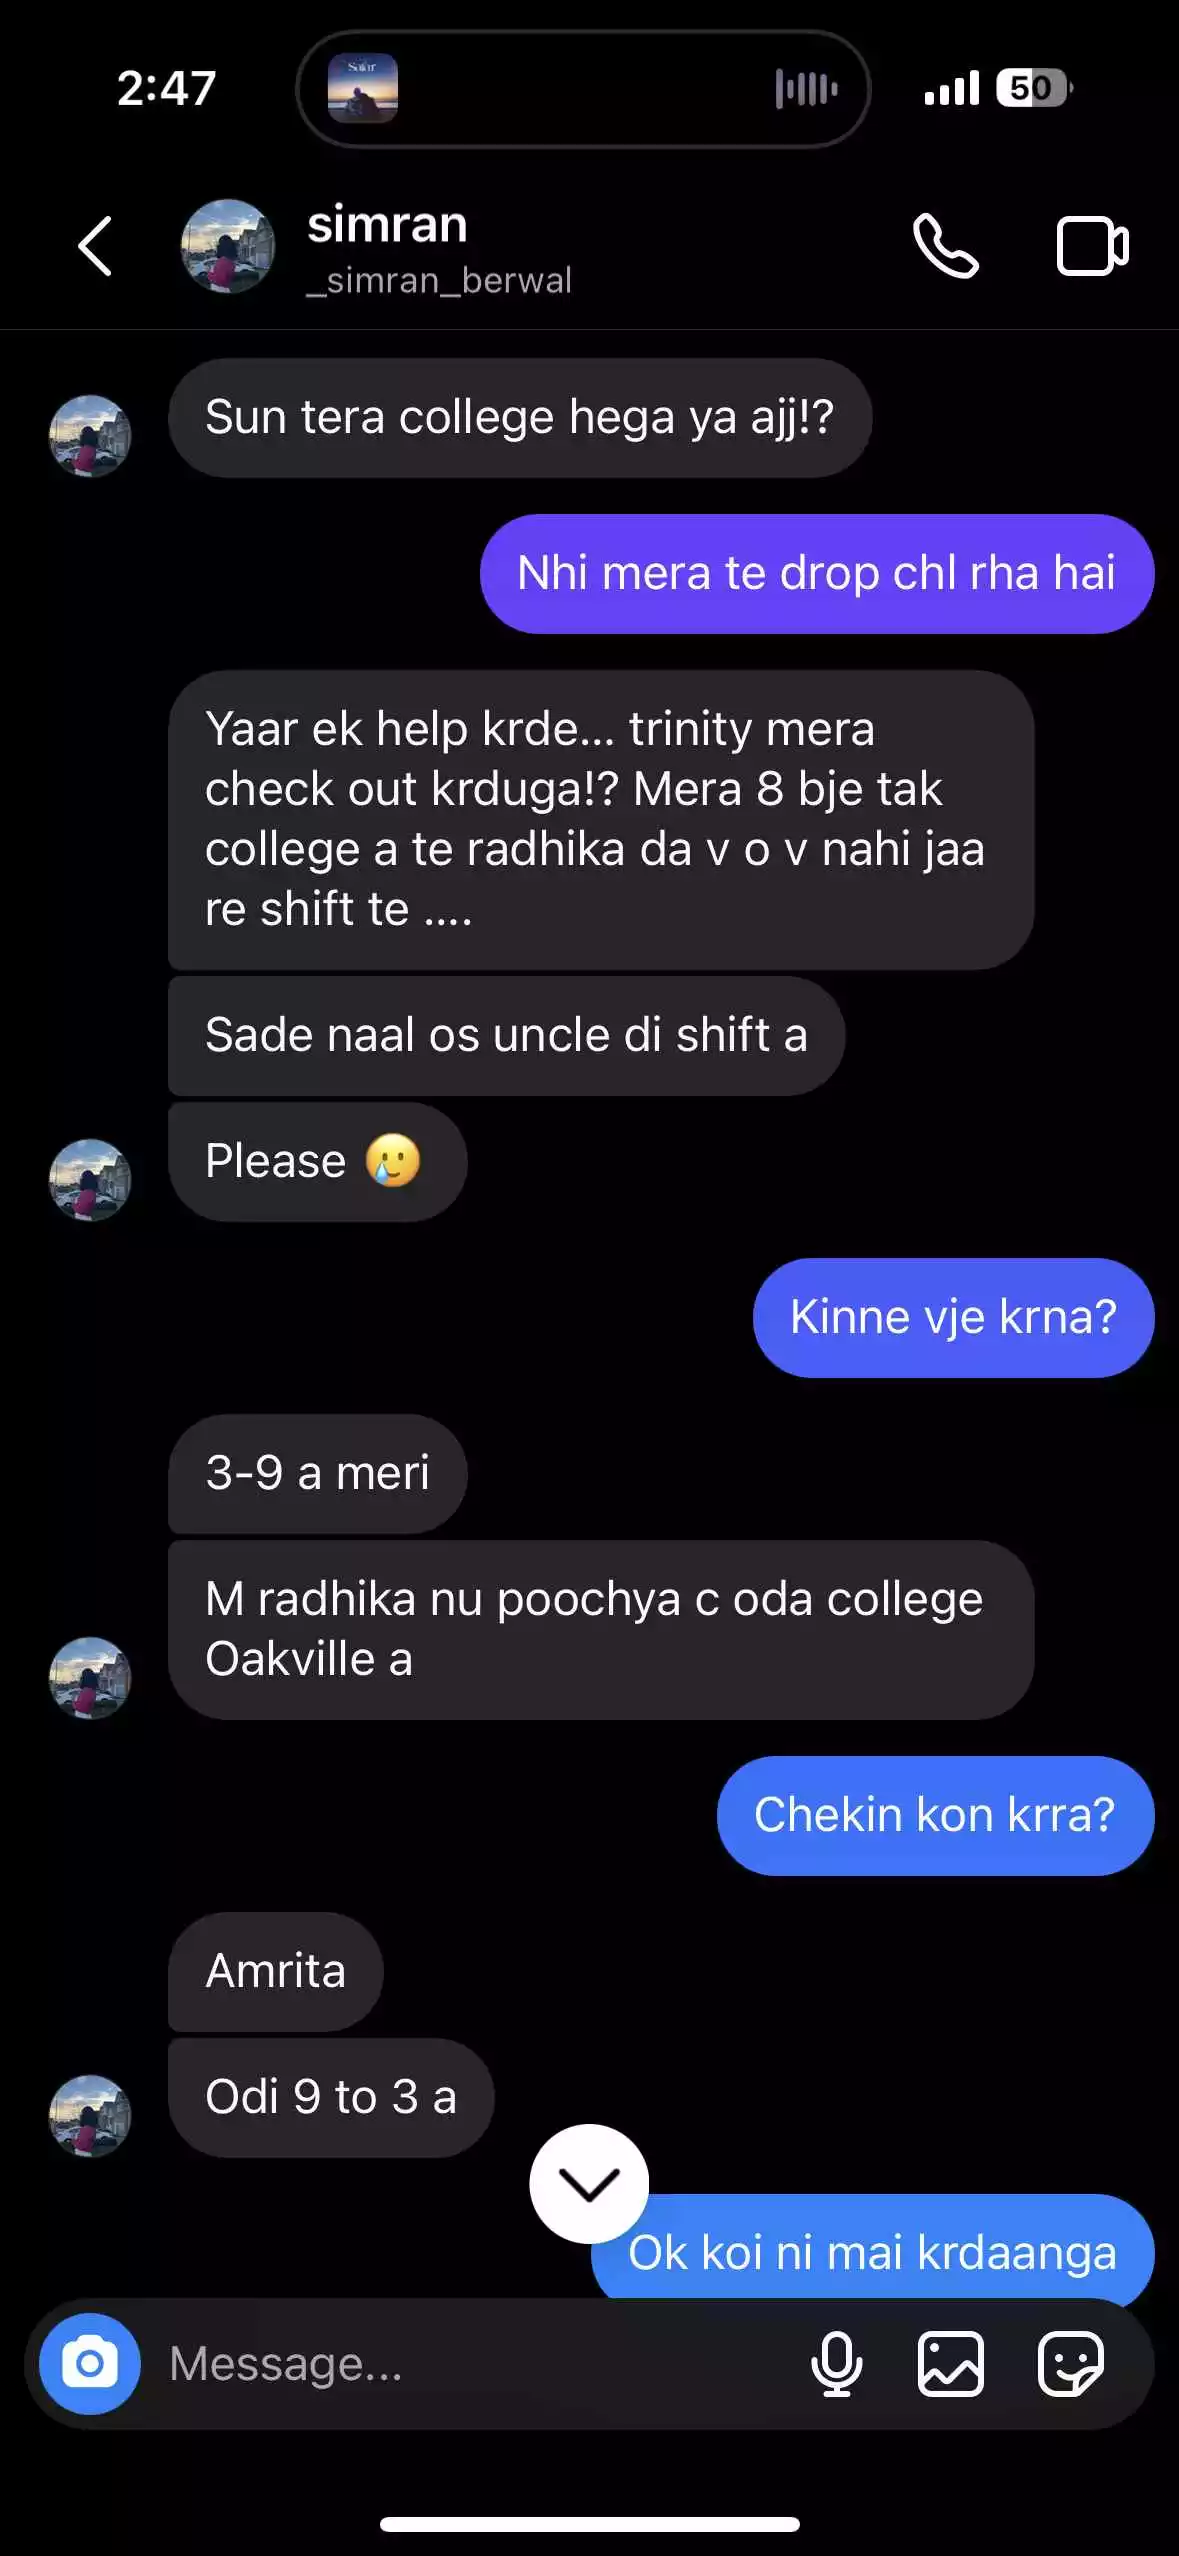 2:47
Safar
50
simran
_simran_berwal
Sun tera college hega ya ajj!?
Nhi mera te drop chl rha hai
Yaar ek help krde... trinity mera
check out krduga!? Mera 8 bje tak
college a te radhika da v o v nahi jaa
re shift te ....
Sade naal os uncle di shift a
Please 🥲
Kinne vje krna?
3-9 a meri
M radhika nu poochya c oda college
Oakville a
Chekin kon krra?
Amrita
Odi 9 to 3 a
Ok koi ni mai krdaanga
Message...